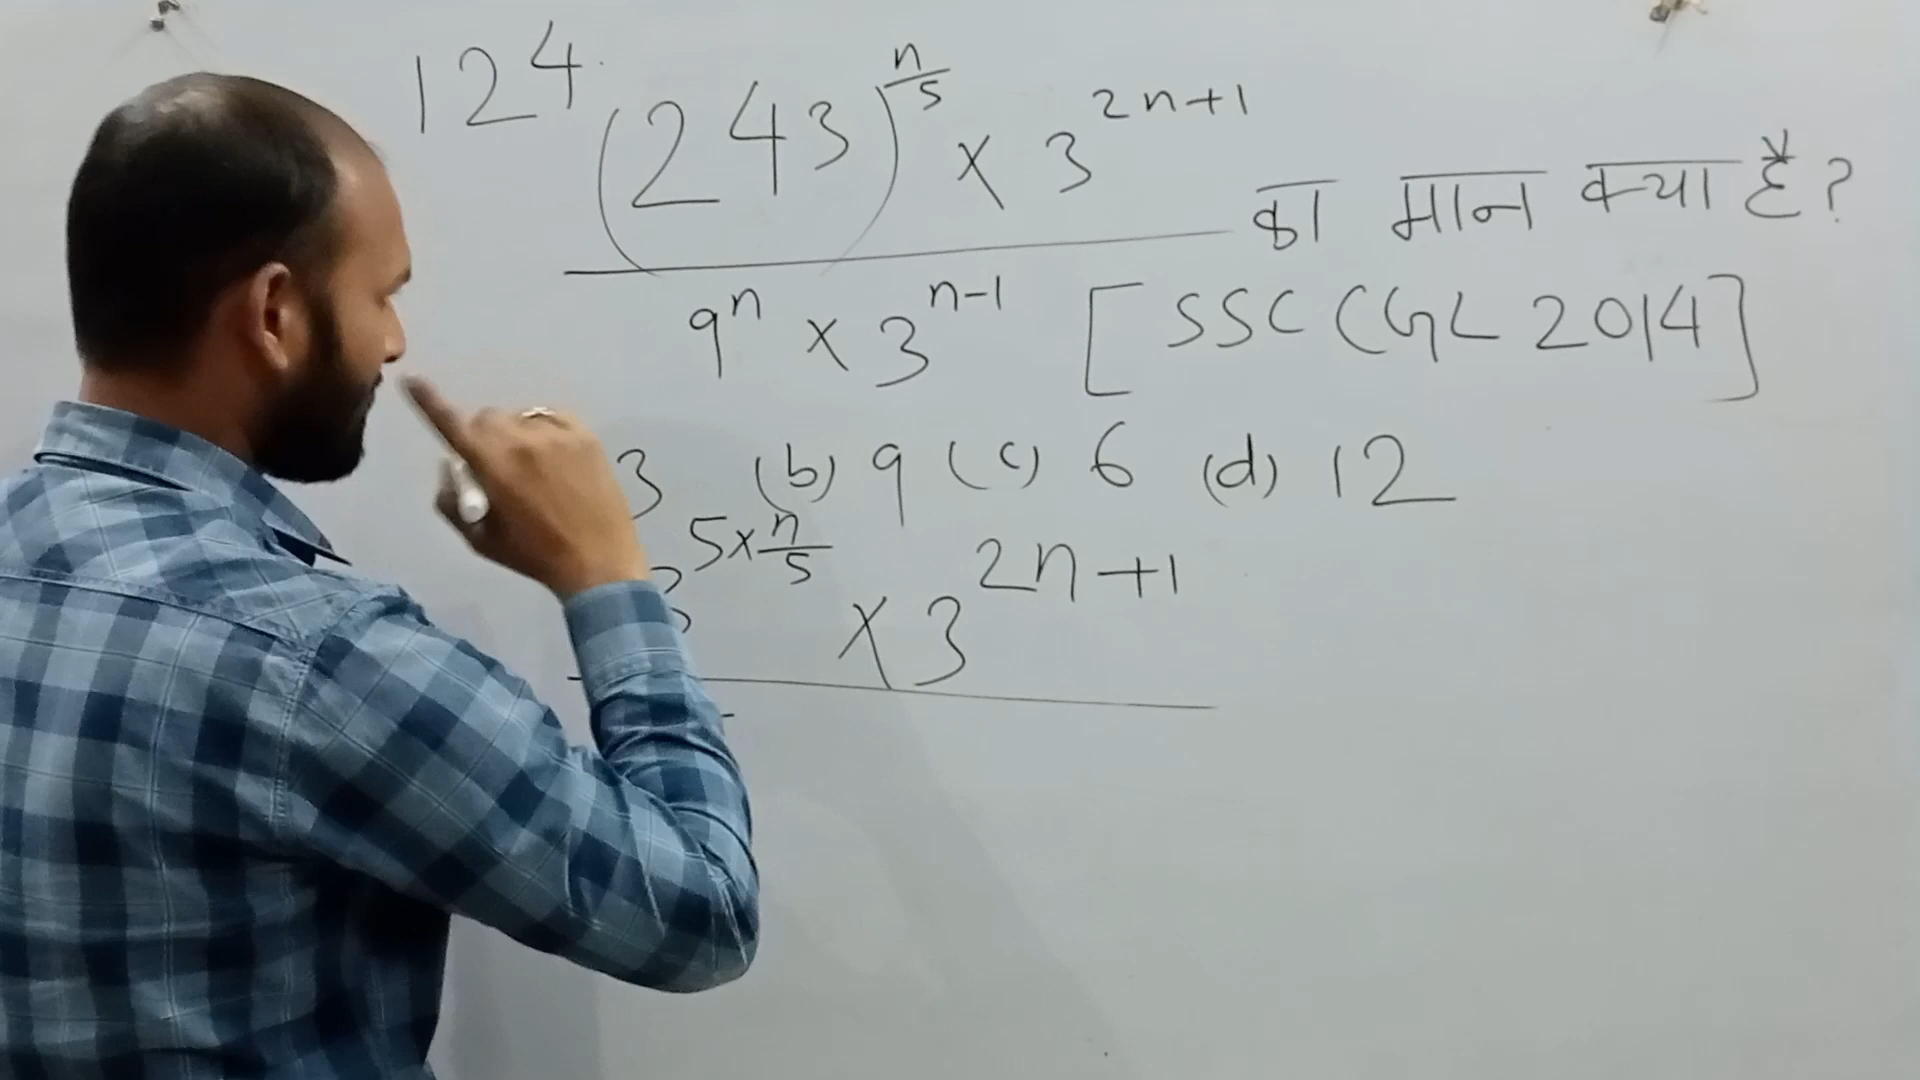 124. (243)^(n/5) × 3^(2n+1) का मान क्या है?
9^n × 3^(n-1) [SSC CGL 2014]
3 (b) 9 (c) 6 (d) 12
3^(5×n/5) × 3^(2n+1)